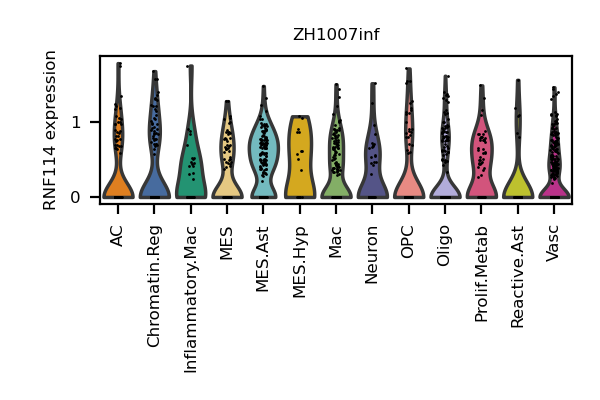 ZH1007inf
RNF114 expression
1
0
AC
Chromatin.Reg
Inflammatory.Mac
MES
MES.Ast
MES.Hyp
Mac
Neuron
OPC
Oligo
Prolif.Metab
Reactive.Ast
Vasc